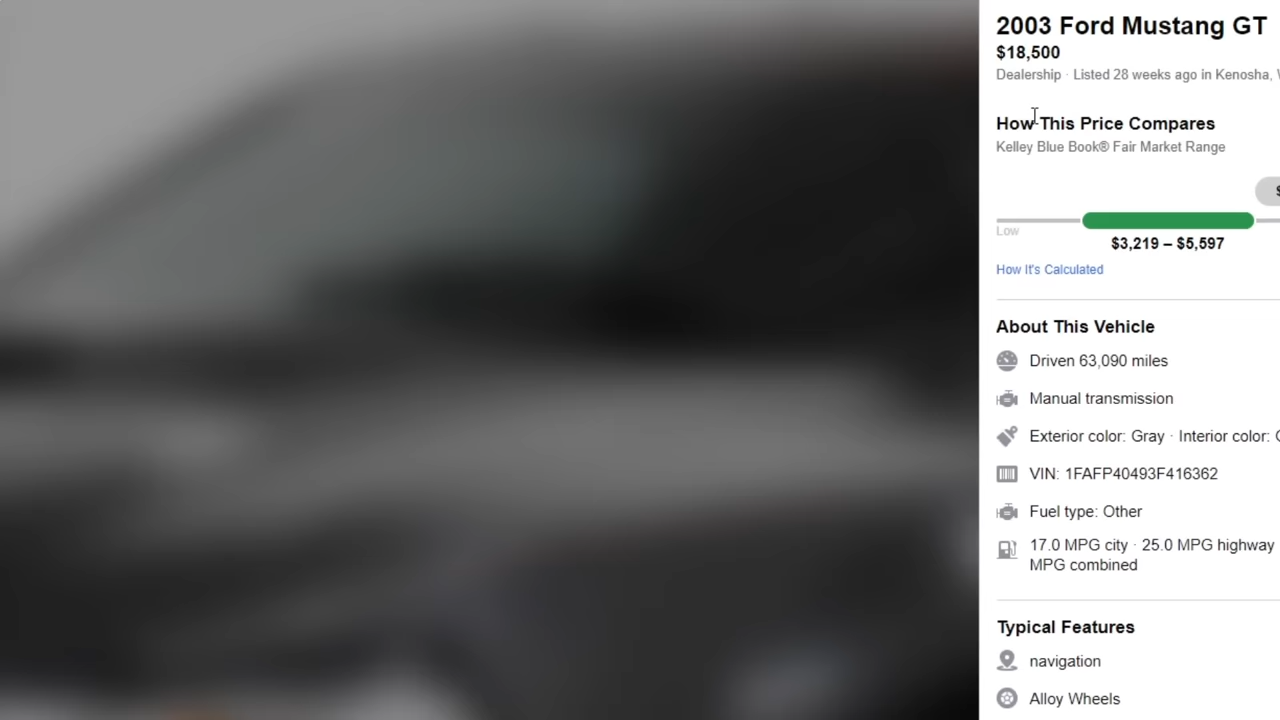 2003 Ford Mustang GT
$18,500
Dealership · Listed 28 weeks ago in Kenosha,
How This Price Compares
Kelley Blue Book® Fair Market Range
Low
$3,219 – $5,597
How It's Calculated
About This Vehicle
Driven 63,090 miles
Manual transmission
Exterior color: Gray · Interior color:
VIN: 1FAFP40493F416362
Fuel type: Other
17.0 MPG city · 25.0 MPG highway
MPG combined
Typical Features
navigation
Alloy Wheels